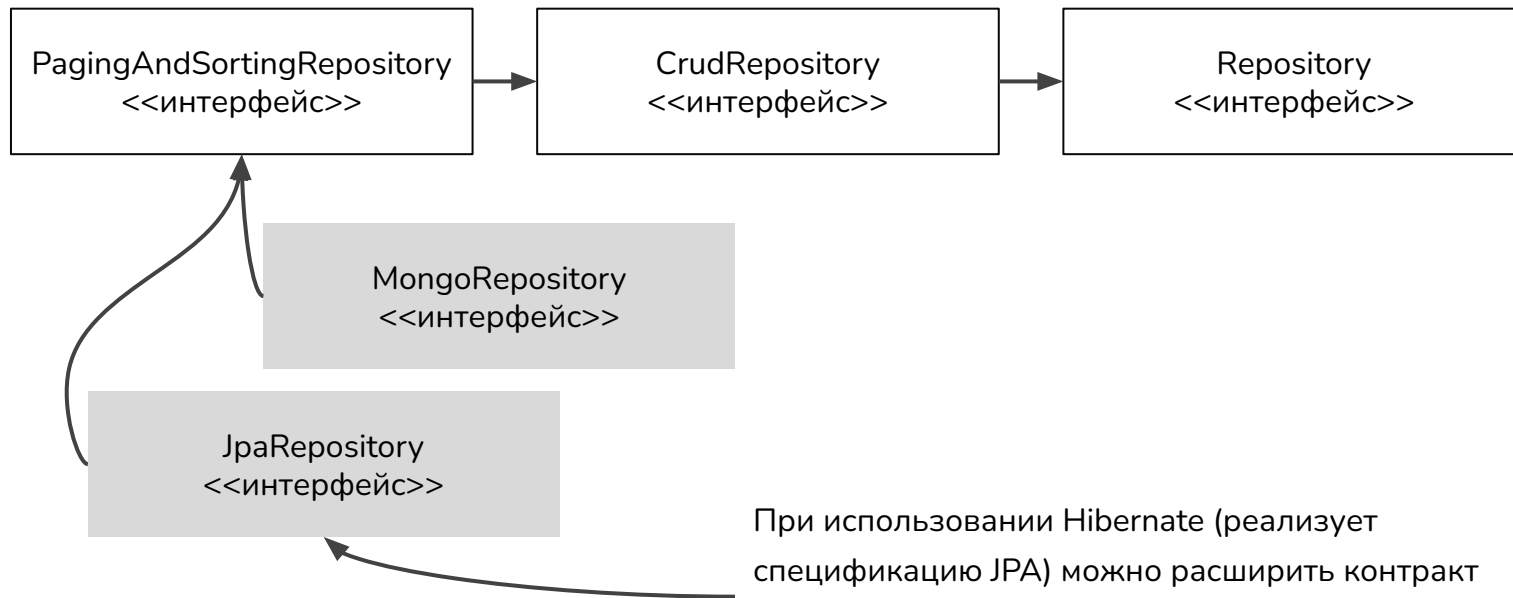 PagingAndSortingRepository
<<интерфейс>>
CrudRepository
<<интерфейс>>
Repository
<<интерфейс>>
MongoRepository
<<интерфейс>>
JpaRepository
<<интерфейс>>
При использовании Hibernate (реализует
спецификацию JPA) можно расширить контракт